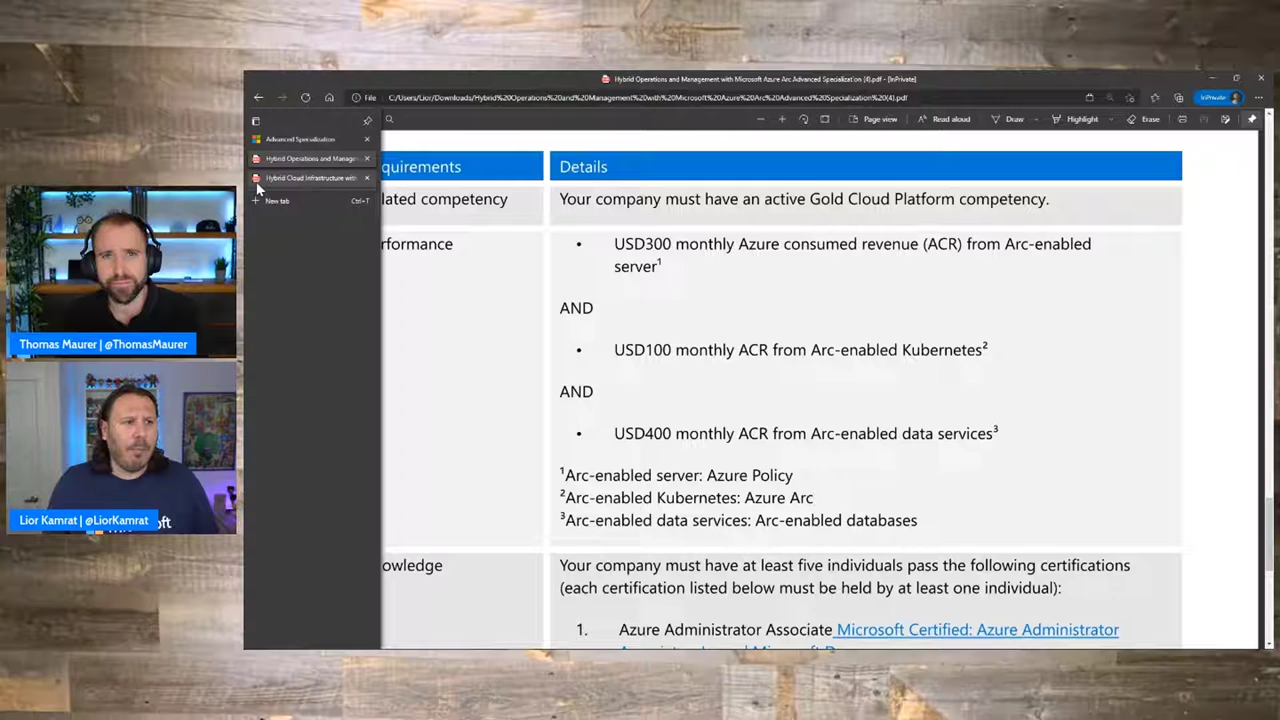 Hybrid Operations and Management with Microsoft Azure Arc Advanced Specialization (4).pdf - [InPrivate]
File C:/Users/Lior/Downloads/Hybrid%20Operations%20and%20Management%20with%20Microsoft%20Azure%20Arc%20Advanced%20Specialization%20(4).pdf
InPrivate
Page view
Read aloud
Draw
Highlight
Erase
Advanced Specialization
Hybrid Operations and Manage
Hybrid Cloud Infrastructure with
New tab Ctrl+T
quirements Details
lated competency Your company must have an active Gold Cloud Platform competency.
rformance • USD300 monthly Azure consumed revenue (ACR) from Arc-enabled
server¹
AND
• USD100 monthly ACR from Arc-enabled Kubernetes²
AND
• USD400 monthly ACR from Arc-enabled data services³
¹Arc-enabled server: Azure Policy
²Arc-enabled Kubernetes: Azure Arc
³Arc-enabled data services: Arc-enabled databases
owledge Your company must have at least five individuals pass the following certifications
(each certification listed below must be held by at least one individual):
1. Azure Administrator Associate Microsoft Certified: Azure Administrator
Thomas Maurer | @ThomasMaurer
Lior Kamrat | @LiorKamrat